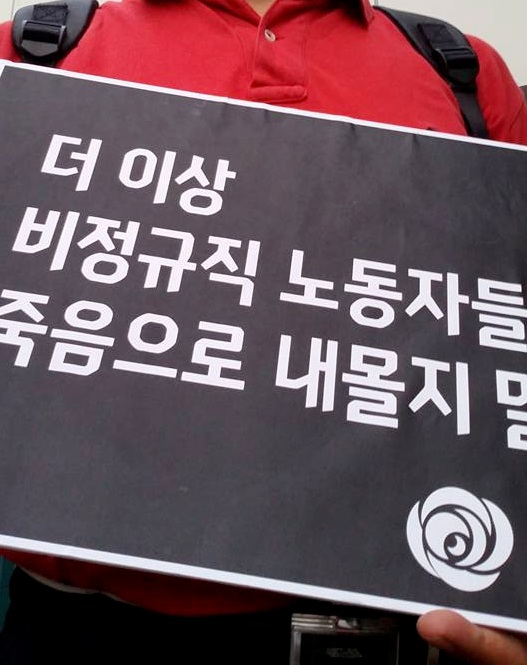 더 이상
비정규직 노동자들
죽음으로 내몰지